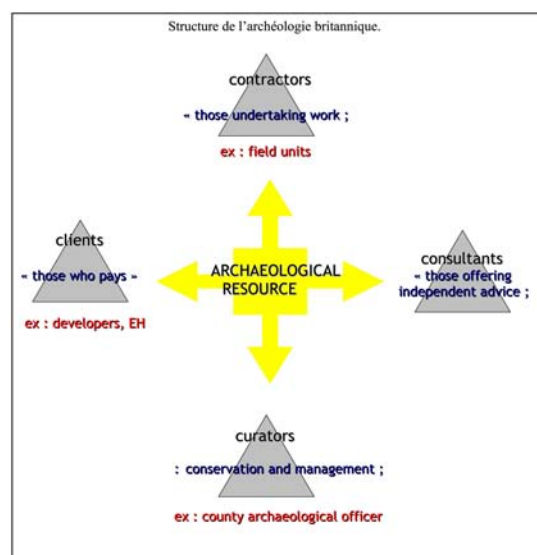 Structure de l'archéologie britannique.
contractors
« those undertaking work ;
ex : field units
clients
« those who pays »
ex : developers, EH
ARCHAEOLOGICAL
RESOURCE
consultants
« those offering
independent advice ;
curators
: conservation and management ;
ex : county archaeological officer